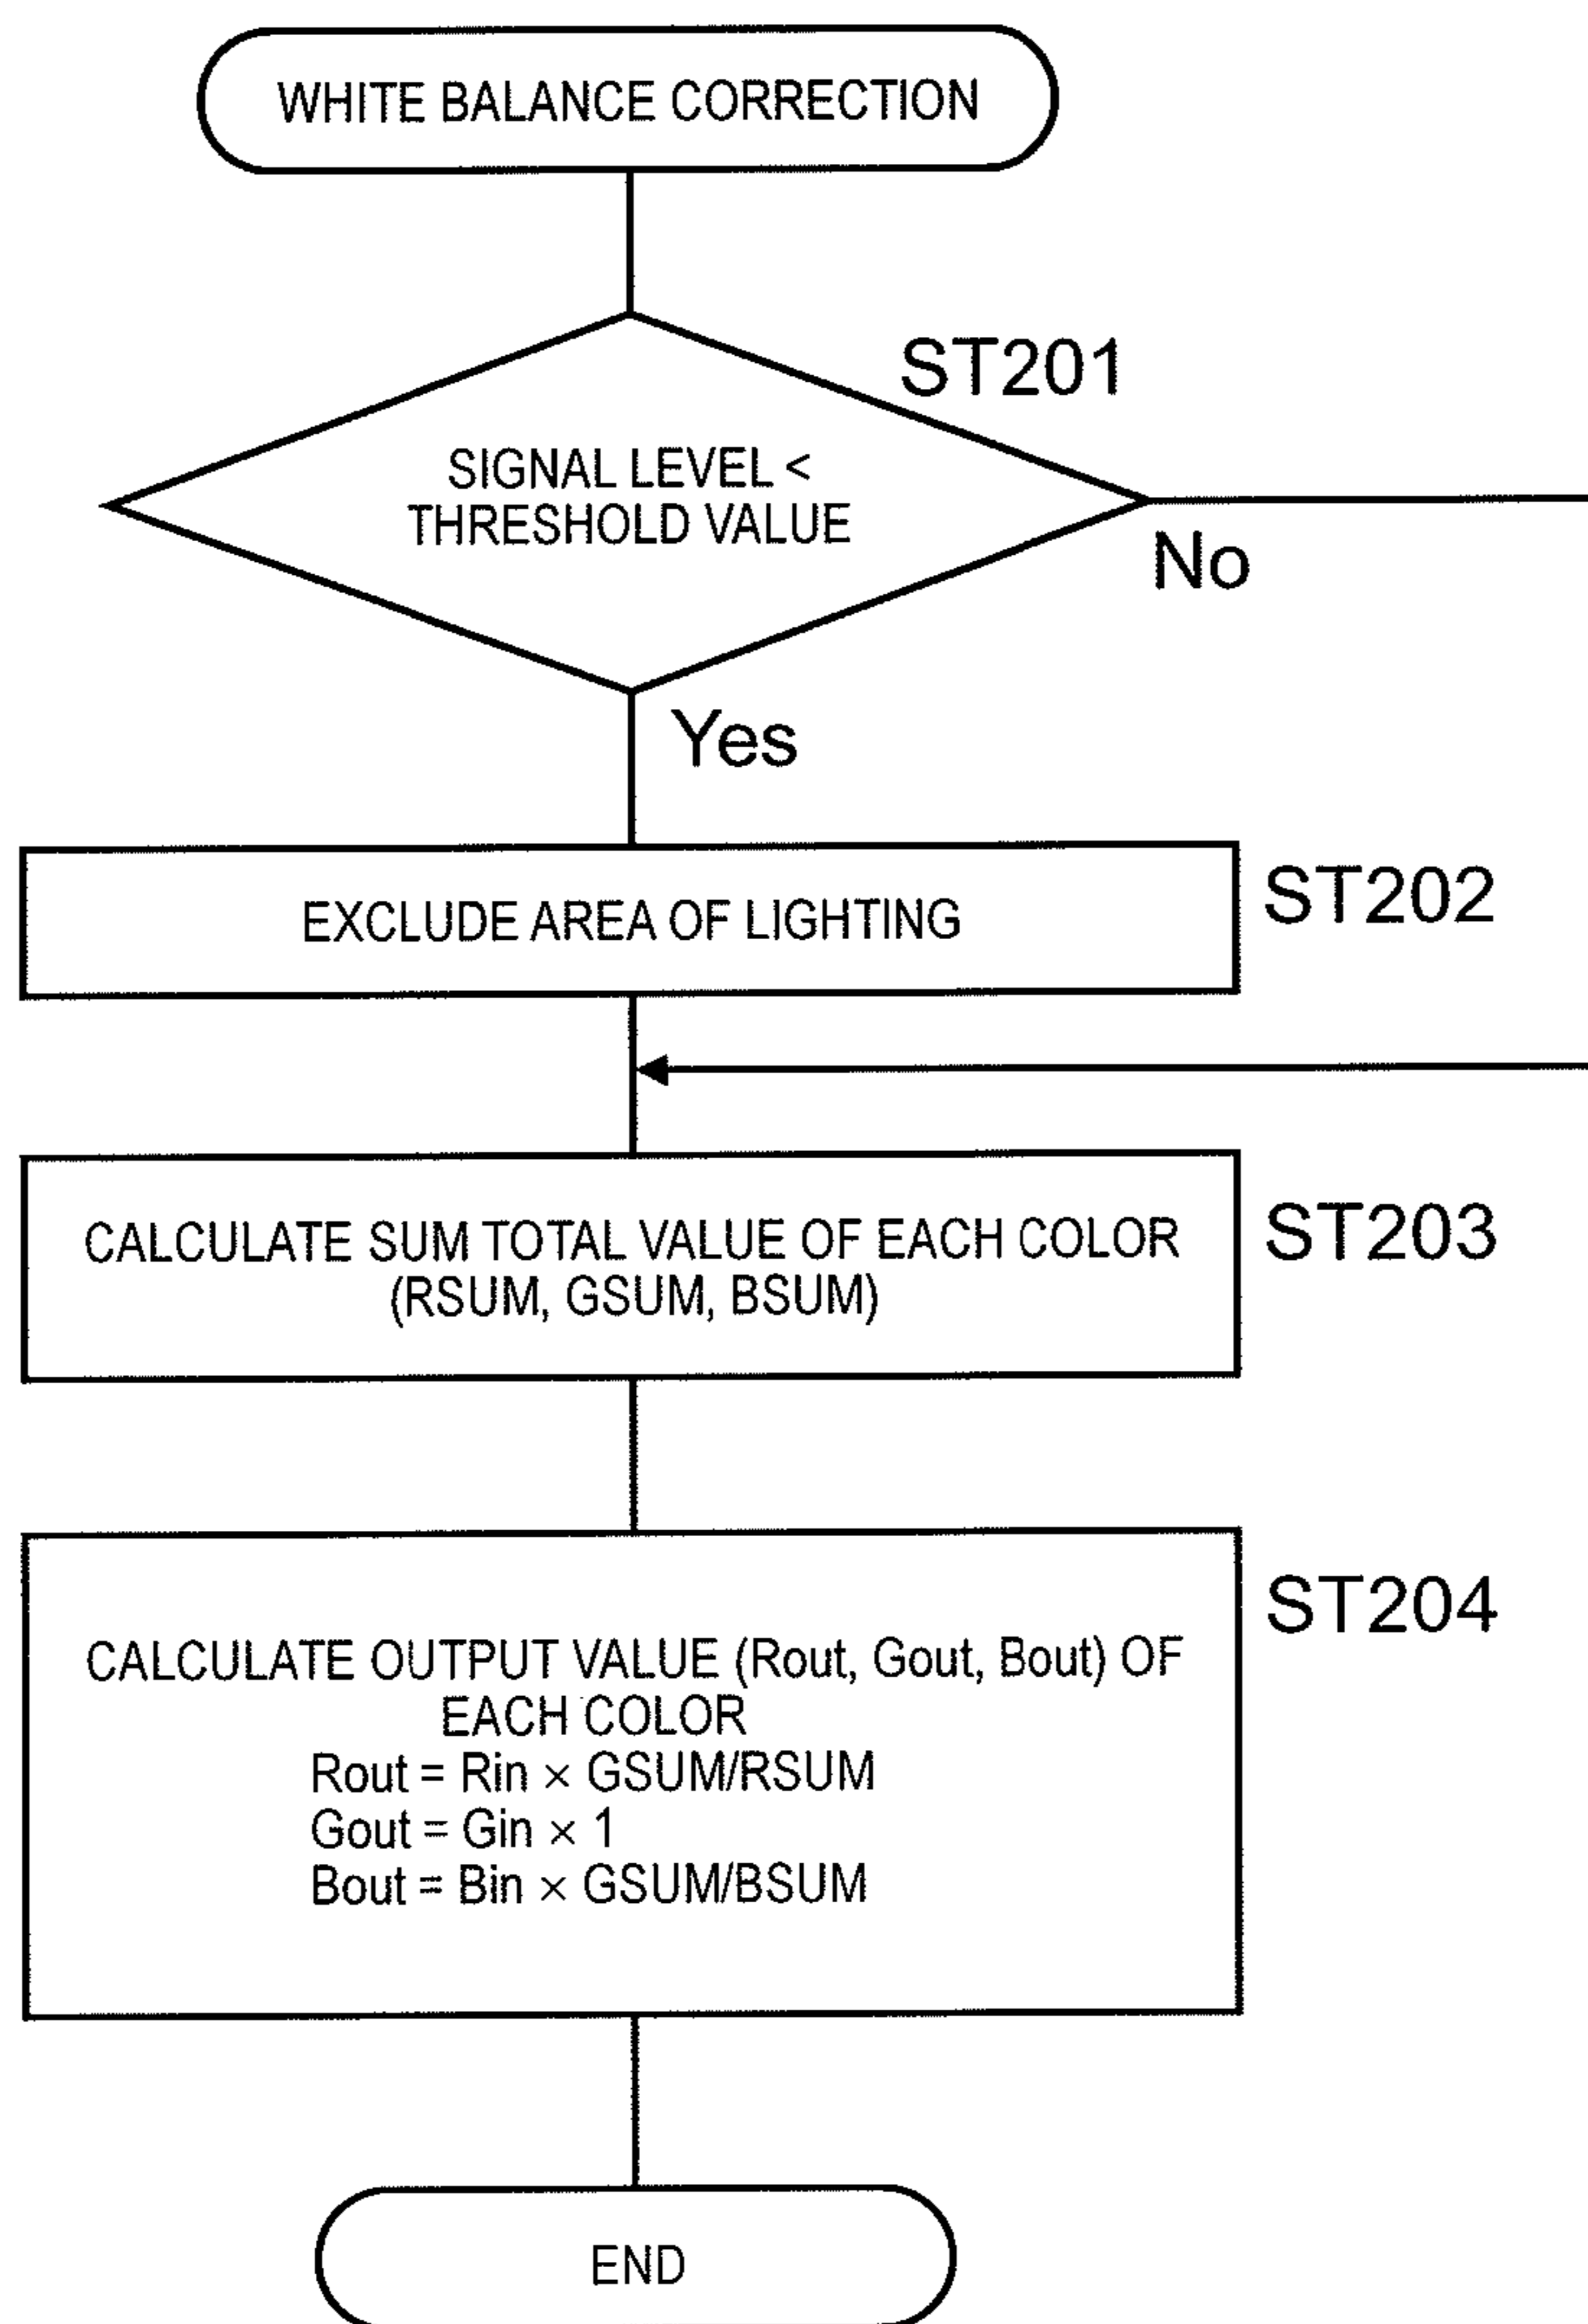 WHITE BALANCE CORRECTION
ST201
SIGNAL LEVEL <
THRESHOLD VALUE
No
Yes
EXCLUDE AREA OF LIGHTING
ST202
CALCULATE SUM TOTAL VALUE OF EACH COLOR
(RSUM, GSUM, BSUM)
ST203
ST204
CALCULATE OUTPUT VALUE (Rout, Gout, Bout) OF
EACH COLOR
Rout = Rin × GSUM/RSUM
Gout = Gin × 1
Bout = Bin × GSUM/BSUM
END